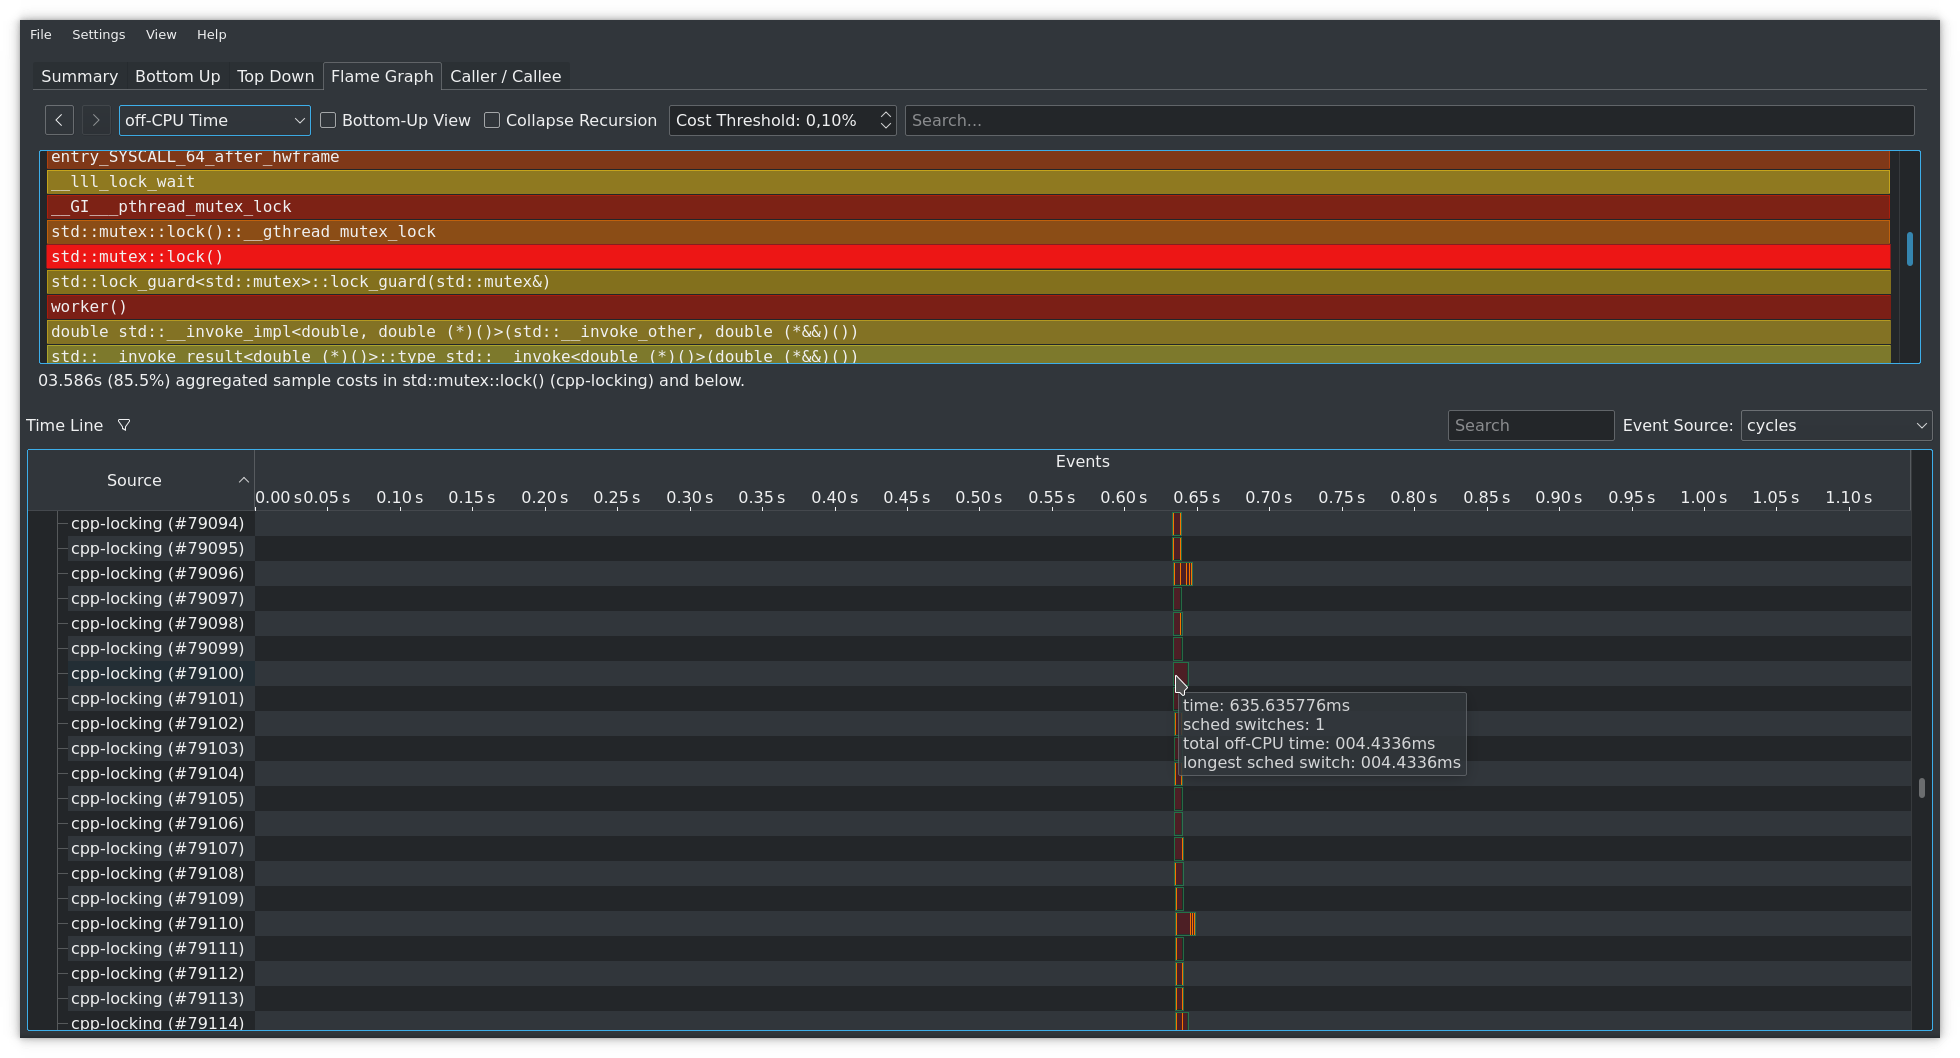 File Settings View Help
Summary Bottom Up Top Down Flame Graph Caller / Callee
off-CPU Time Bottom-Up View Collapse Recursion Cost Threshold: 0,10% Search...
entry_SYSCALL_64_after_hwframe
__lll_lock_wait
__GI___pthread_mutex_lock
std::mutex::lock()::__gthread_mutex_lock
std::mutex::lock()
std::lock_guard<std::mutex>::lock_guard(std::mutex&)
worker()
double std::__invoke_impl<double, double (*)()>(std::__invoke_other, double (*&&)())
std::__invoke_result<double (*)()>::type std::__invoke<double (*)()>(double (*&&)())
03.586s (85.5%) aggregated sample costs in std::mutex::lock() (cpp-locking) and below.
Time Line Search Event Source: cycles
Events
Source
0.00 s 0.05 s 0.10 s 0.15 s 0.20 s 0.25 s 0.30 s 0.35 s 0.40 s 0.45 s 0.50 s 0.55 s 0.60 s 0.65 s 0.70 s 0.75 s 0.80 s 0.85 s 0.90 s 0.95 s 1.00 s 1.05 s 1.10 s
cpp-locking (#79094)
cpp-locking (#79095)
cpp-locking (#79096)
cpp-locking (#79097)
cpp-locking (#79098)
cpp-locking (#79099)
cpp-locking (#79100)
cpp-locking (#79101)
time: 635.635776ms
cpp-locking (#79102)
sched switches: 1
cpp-locking (#79103)
total off-CPU time: 004.4336ms
longest sched switch: 004.4336ms
cpp-locking (#79104)
cpp-locking (#79105)
cpp-locking (#79106)
cpp-locking (#79107)
cpp-locking (#79108)
cpp-locking (#79109)
cpp-locking (#79110)
cpp-locking (#79111)
cpp-locking (#79112)
cpp-locking (#79113)
cpp-locking (#79114)